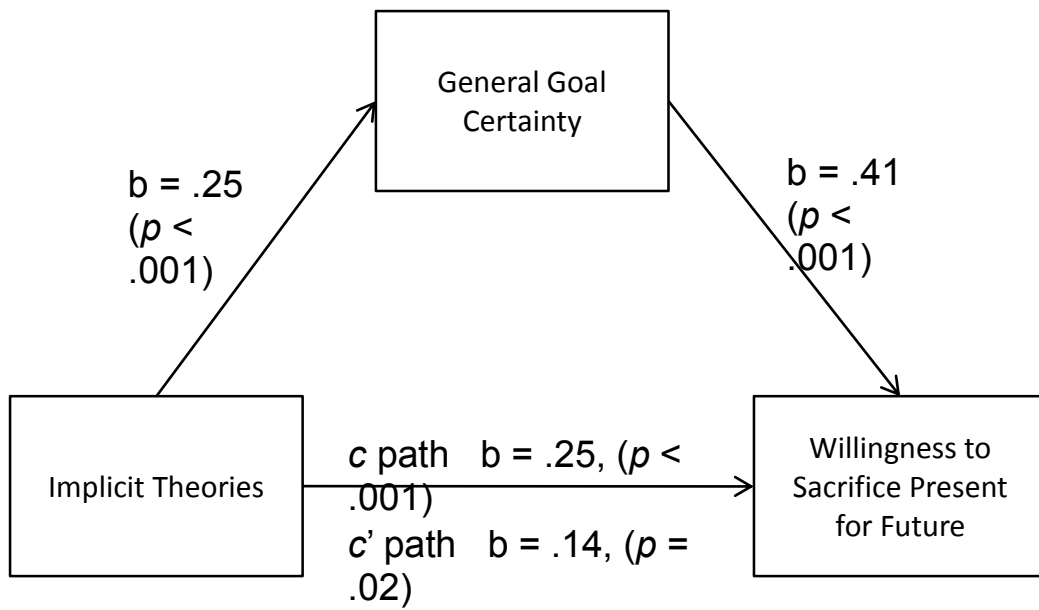 General Goal
Certainty
b = .25
(p <
.001)
b = .41
(p <
.001)
Implicit Theories
c path b = .25, (p <
.001)
c' path b = .14, (p =
.02)
Willingness to
Sacrifice Present
for Future